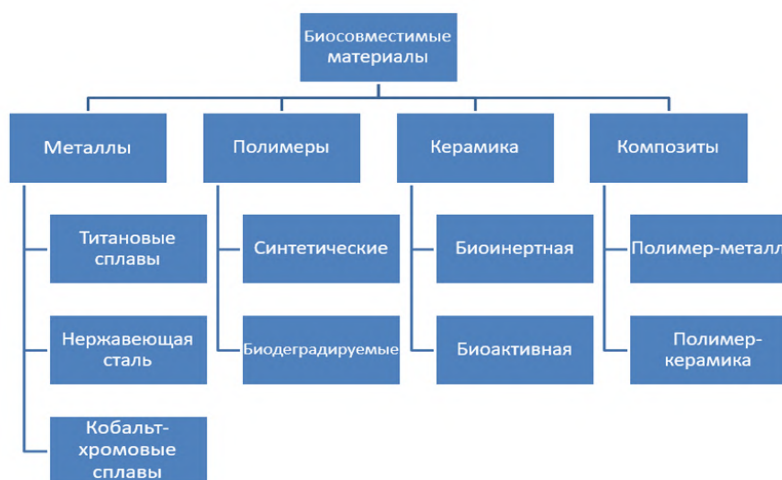 Биосовместимые
материалы
Металлы
Полимеры
Керамика
Композиты
Титановые
сплавы
Синтетические
Биоинертная
Полимер-металл
Нержавеющая
сталь
Биодеградируемые
Биоактивная
Полимер-
керамика
Кобальт-
хромовые
сплавы